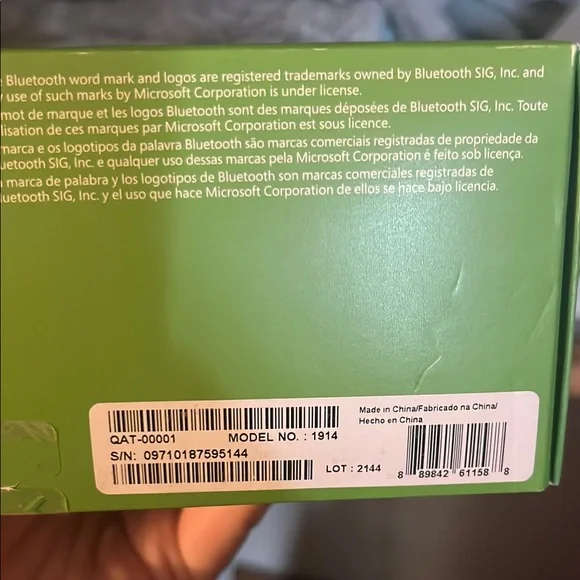 Bluetooth word mark and logos are registered trademarks owned by Bluetooth SIG, Inc. and
use of such marks by Microsoft Corporation is under license.
mot de marque et les logos Bluetooth sont des marques déposées de Bluetooth SIG, Inc. Toute
lisation de ces marques par Microsoft Corporation est sous licence.
marca e os logotipos da palavra Bluetooth são marcas comerciais registradas de propriedade da
uetooth SIG, Inc. e qualquer uso dessas marcas pela Microsoft Corporation é feito sob licença.
marca de palabra y los logotipos de Bluetooth son marcas comerciales registradas de
uetooth SIG, Inc. y el uso que hace Microsoft Corporation de ellos se hace bajo licencia.
QAT-00001 MODEL NO. : 1914
S/N: 09710187595144
LOT : 2144
Made in China/Fabricado na China/
Hecho en China
8 89842 61158 8